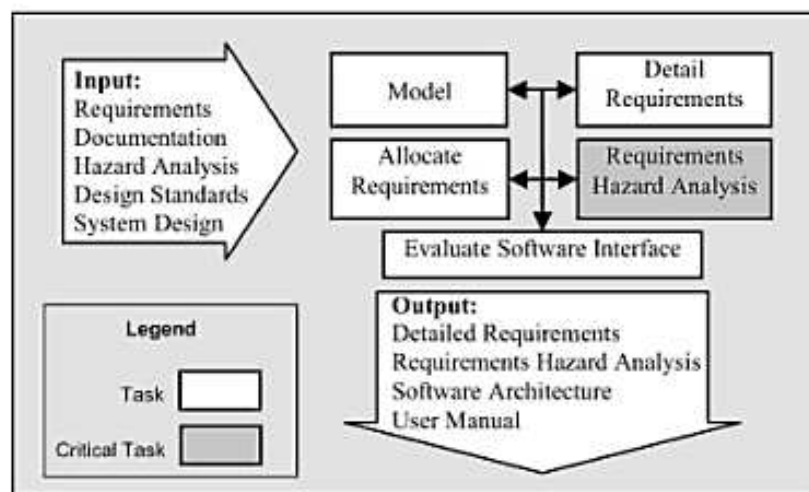 Input:
Requirements
Documentation
Hazard Analysis
Design Standards
System Design
Model
Detail
Requirements
Allocate
Requirements
Requirements
Hazard Analysis
Evaluate Software Interface
Output:
Detailed Requirements
Requirements Hazard Analysis
Software Architecture
User Manual
Legend
Task
Critical Task